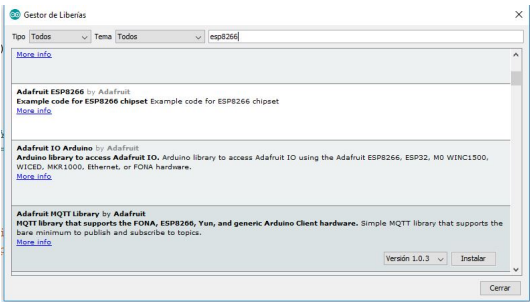 Gestor de Liberías
Tipo Todos Tema Todos esp8266
More info
Adafruit ESP8266 by Adafruit
Example code for ESP8266 chipset Example code for ESP8266 chipset
More info
Adafruit IO Arduino by Adafruit
Arduino library to access Adafruit IO. Arduino library to access Adafruit IO using the Adafruit ESP8266, ESP32, M0 WINC1500,
WICED, MKR1000, Ethernet, or FONA hardware.
More info
Adafruit MQTT Library by Adafruit
MQTT library that supports the FONA, ESP8266, Yun, and generic Arduino Client hardware. Simple MQTT library that supports the
bare minimum to publish and subscribe to topics.
More info
Versión 1.0.3 Instalar
Cerrar